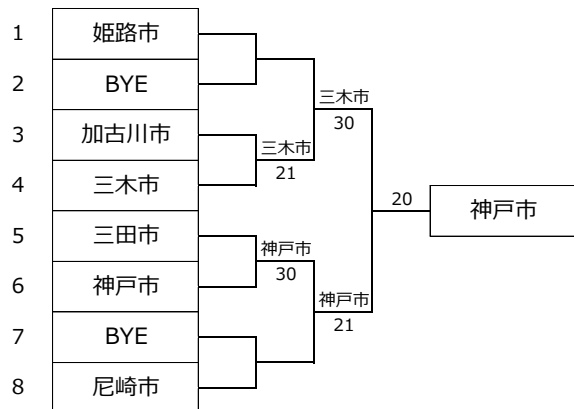 1 姫路市
2 BYE
3 加古川市
4 三木市
5 三田市
6 神戸市
7 BYE
8 尼崎市
三木市
21
神戸市
30
三木市
30
神戸市
21
20
神戸市